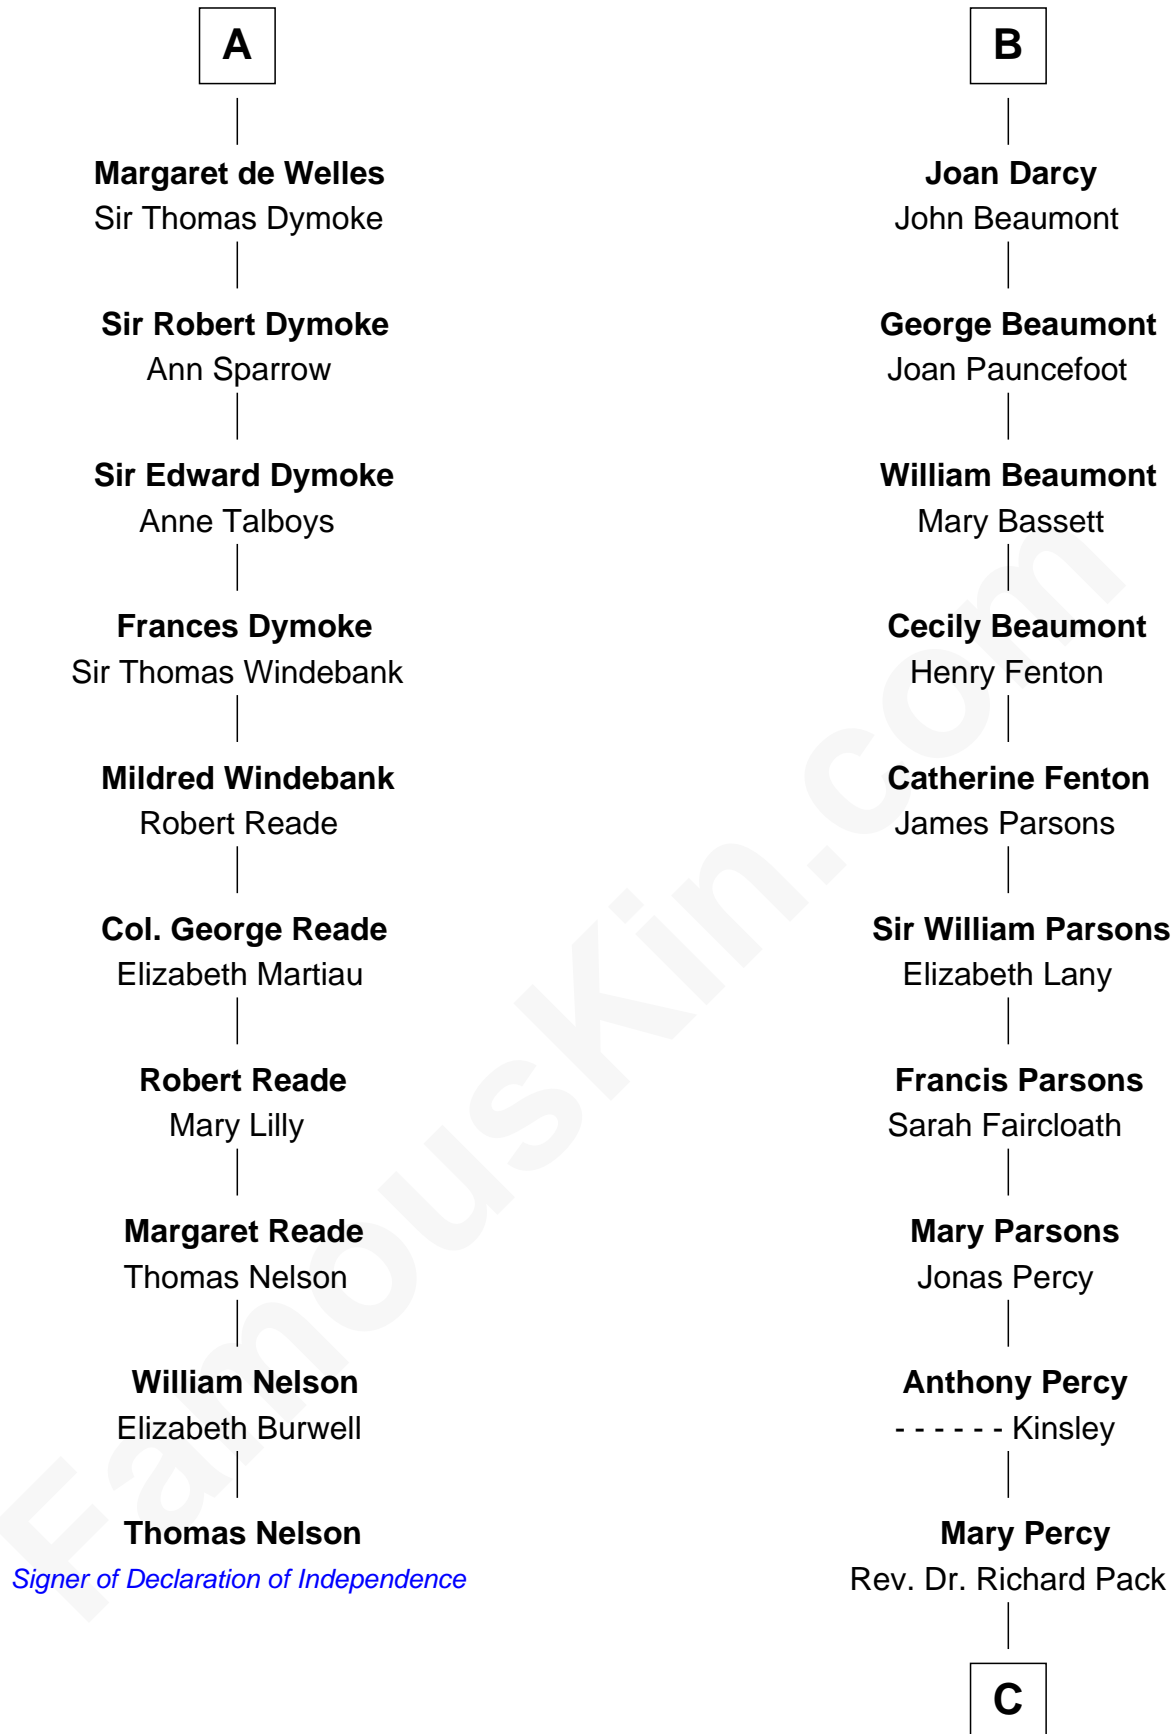 A
Margaret de Welles
Sir Thomas Dymoke
Sir Robert Dymoke
Ann Sparrow
Sir Edward Dymoke
Anne Talboys
Frances Dymoke
Sir Thomas Windebank
Mildred Windebank
Robert Reade
Col. George Reade
Elizabeth Martiau
Robert Reade
Mary Lilly
Margaret Reade
Thomas Nelson
William Nelson
Elizabeth Burwell
Thomas Nelson
Signer of Declaration of Independence
B
Joan Darcy
John Beaumont
George Beaumont
Joan Pauncefoot
William Beaumont
Mary Bassett
Cecily Beaumont
Henry Fenton
Catherine Fenton
James Parsons
Sir William Parsons
Elizabeth Lany
Francis Parsons
Sarah Faircloath
Mary Parsons
Jonas Percy
Anthony Percy
- - - - - - Kinsley
Mary Percy
Rev. Dr. Richard Pack
C
FamousKin.com